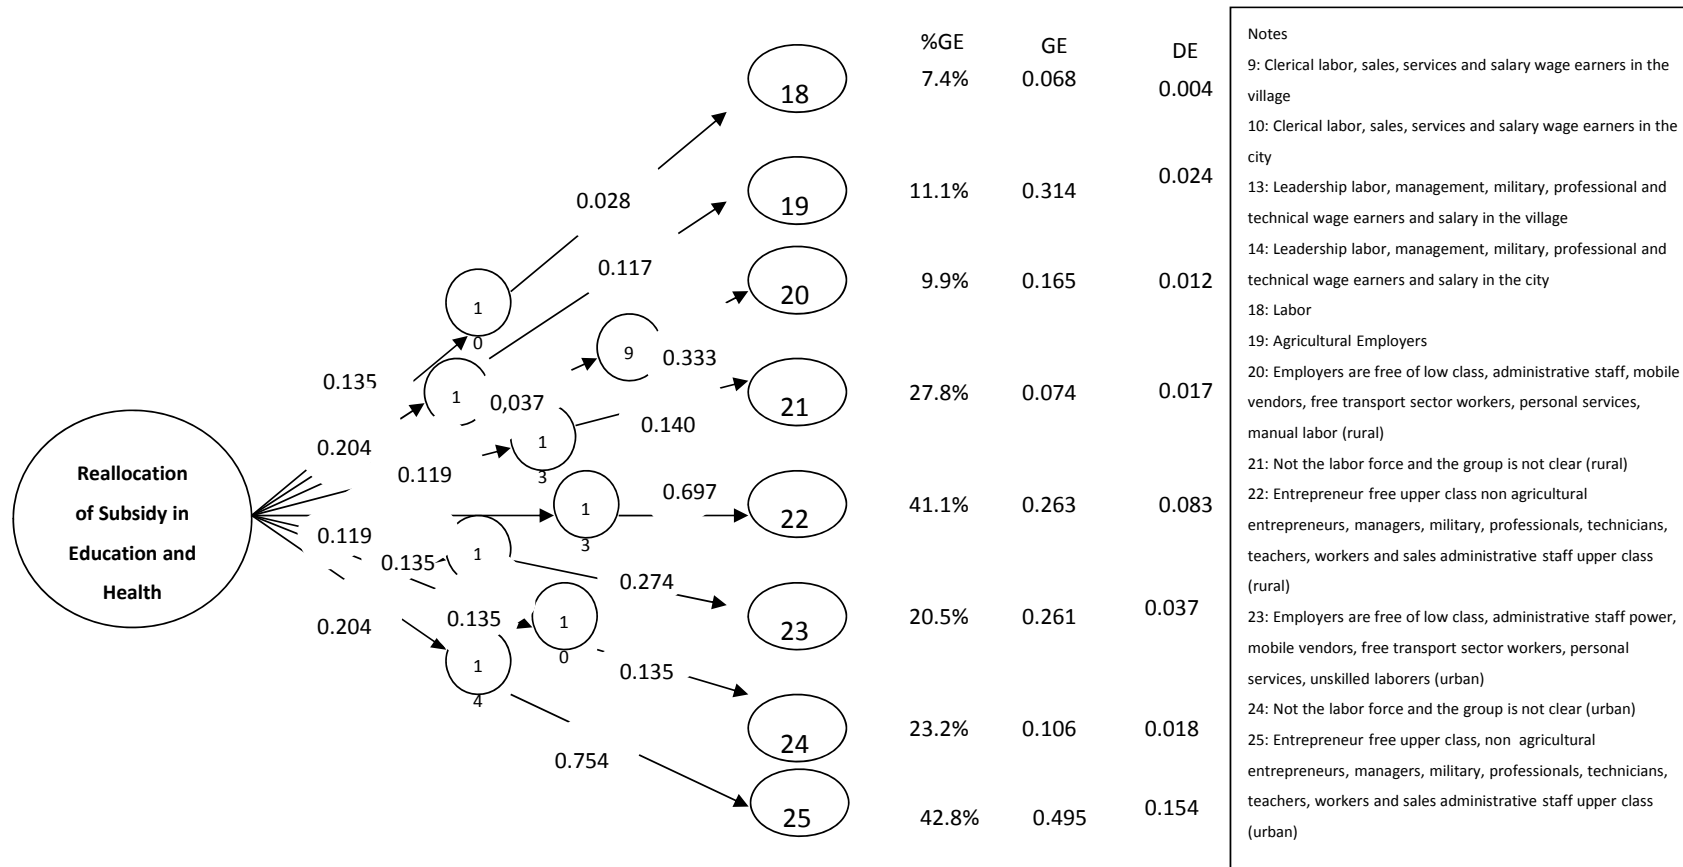 %GE GE DE
18 7.4% 0.068 0.004
19 11.1% 0.314 0.024
20 9.9% 0.165 0.012
21 27.8% 0.074 0.017
22 41.1% 0.263 0.083
23 20.5% 0.261 0.037
24 23.2% 0.106 0.018
25 42.8% 0.495 0.154
Reallocation
of Subsidy in
Education and
Health
0.135
1
0
0.028
0.204
1
0.117
0,037
9
0.333
0.119
1
3
0.140
1
3
0.697
0.119
0.135
1
0.274
0.135
1
0
0.135
0.204
1
4
0.754
Notes
9: Clerical labor, sales, services and salary wage earners in the
village
10: Clerical labor, sales, services and salary wage earners in the
city
13: Leadership labor, management, military, professional and
technical wage earners and salary in the village
14: Leadership labor, management, military, professional and
technical wage earners and salary in the city
18: Labor
19: Agricultural Employers
20: Employers are free of low class, administrative staff, mobile
vendors, free transport sector workers, personal services,
manual labor (rural)
21: Not the labor force and the group is not clear (rural)
22: Entrepreneur free upper class non agricultural
entrepreneurs, managers, military, professionals, technicians,
teachers, workers and sales administrative staff upper class
(rural)
23: Employers are free of low class, administrative staff power,
mobile vendors, free transport sector workers, personal
services, unskilled laborers (urban)
24: Not the labor force and the group is not clear (urban)
25: Entrepreneur free upper class, non agricultural
entrepreneurs, managers, military, professionals, technicians,
teachers, workers and sales administrative staff upper class
(urban)